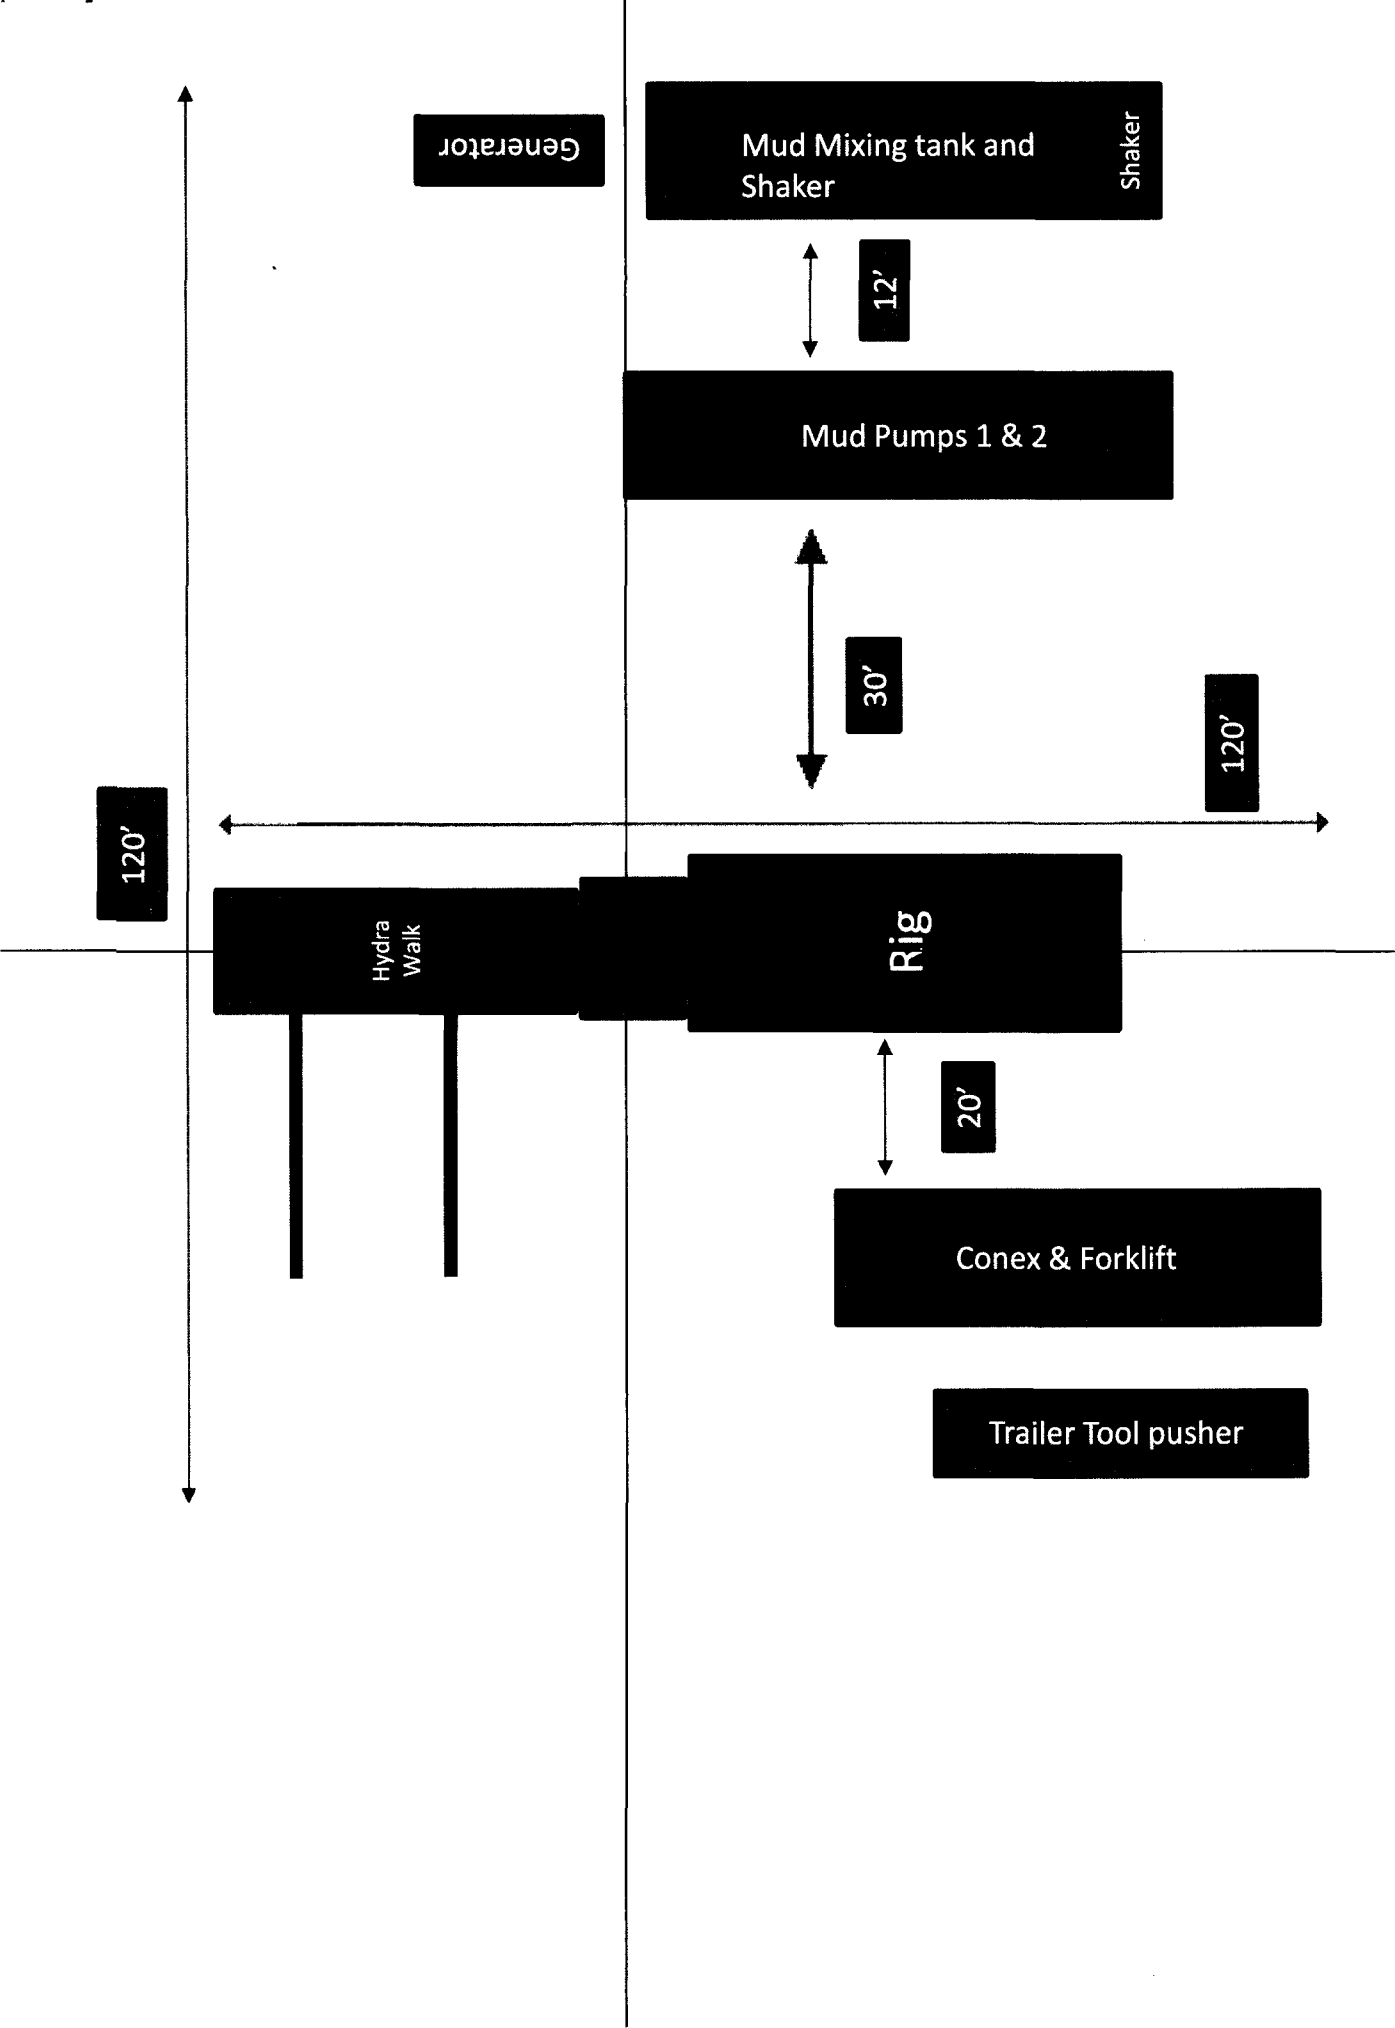 Generator
Mud Mixing tank and
Shaker
Shaker
12'
Mud Pumps 1 & 2
30'
120'
120'
Hydra
Walk
Rig
20'
Conex & Forklift
Trailer Tool pusher